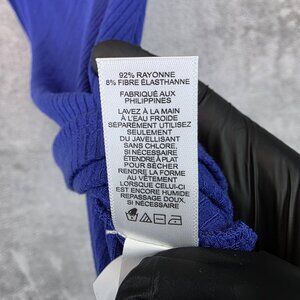 92% RAYONNE
8% FIBRE ÉLASTHANNE
FABRIQUÉ AUX
PHILIPPINES
LAVEZ À LA MAIN
À L'EAU FROIDE
SÉPARÉMENT UTILISEZ
SEULEMENT
DU JAVELLISANT
SANS CHLORE,
SI NÉCESSAIRE
ÉTENDRE À PLAT
POUR SÉCHER
RENDRE LA FORME
AU VÊTEMENT
LORSQUE CELUI-CI
EST ENCORE HUMIDE
REPASSAGE DOUX,
SI NÉCESSAIRE